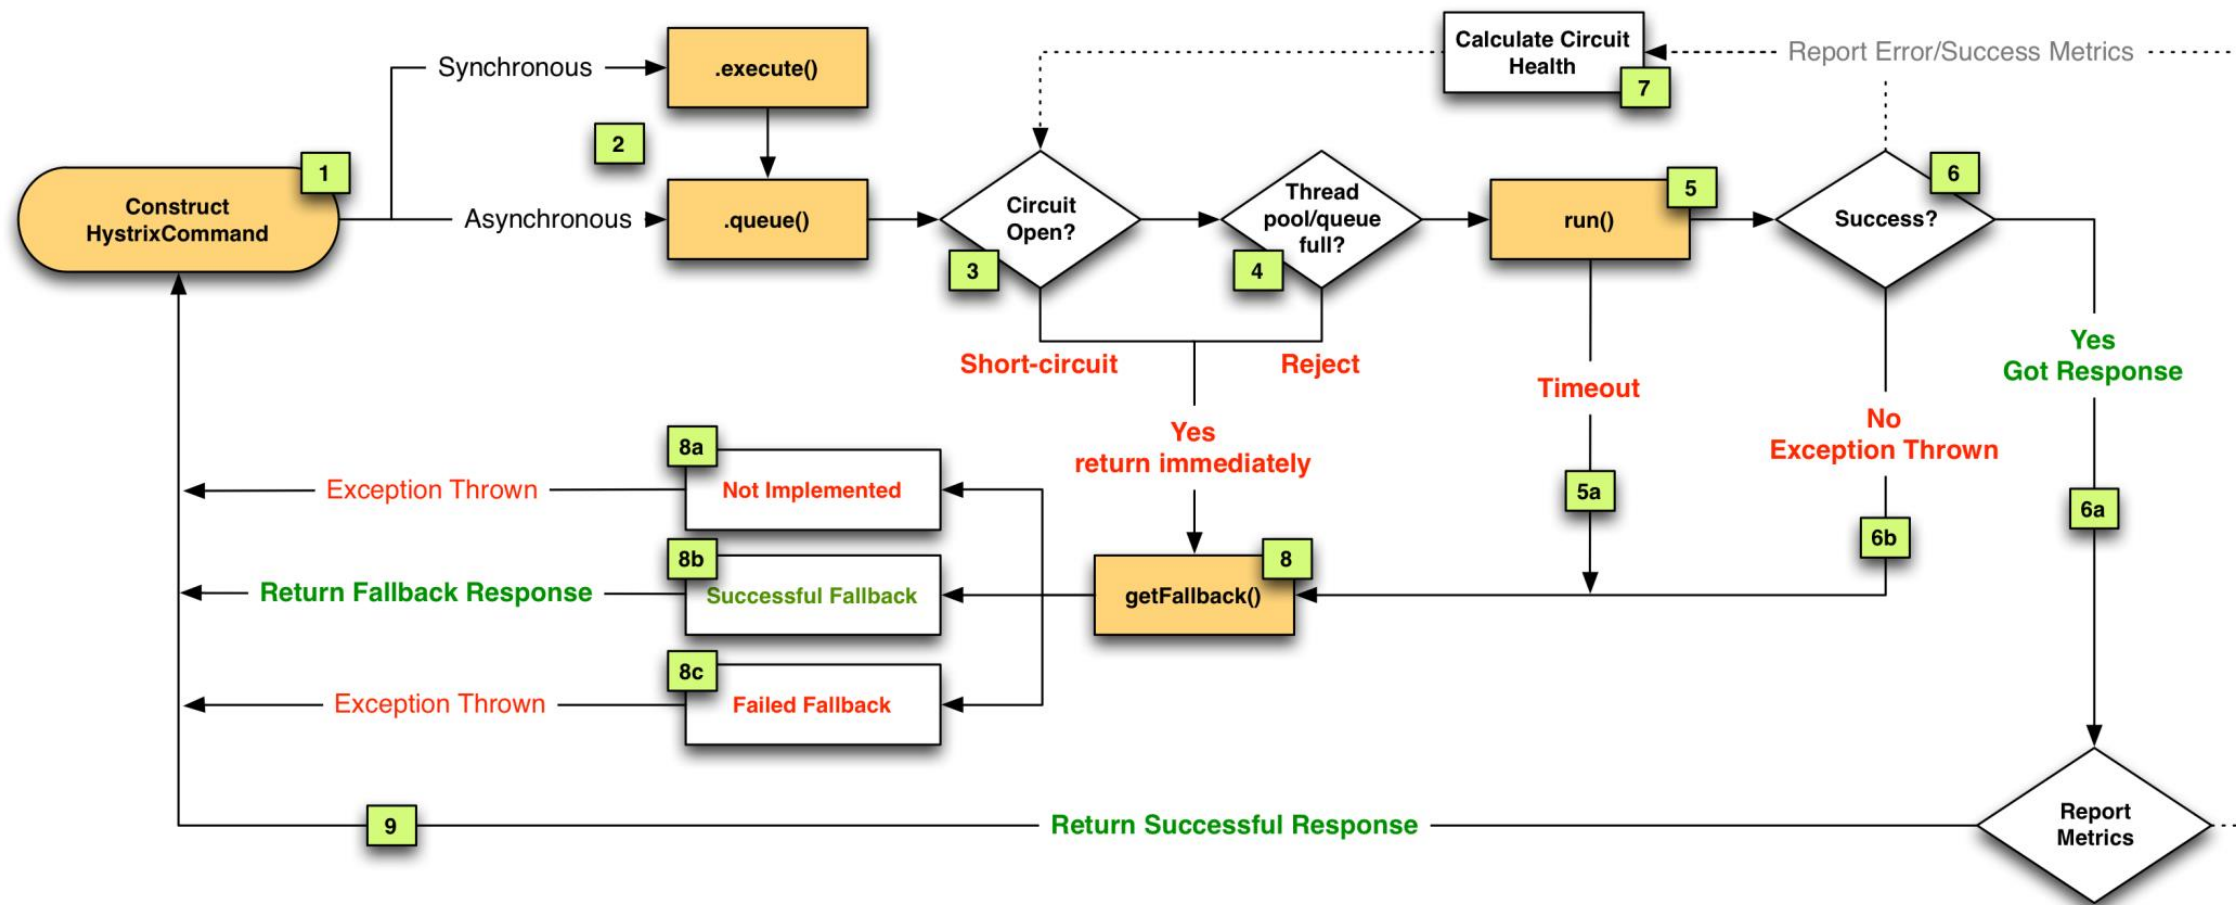 Calculate Circuit
Health
7
Report Error/Success Metrics
Synchronous
.execute()
2
1
Construct
HystrixCommand
Asynchronous
.queue()
Circuit
Open?
3
Thread
pool/queue
full?
4
run()
5
Success?
6
Short-circuit
Reject
Yes
return immediately
Timeout
5a
No
Exception Thrown
6b
Yes
Got Response
6a
8a
Not Implemented
Exception Thrown
8b
Successful Fallback
Return Fallback Response
8c
Failed Fallback
Exception Thrown
8
getFallback()
9
Return Successful Response
Report
Metrics